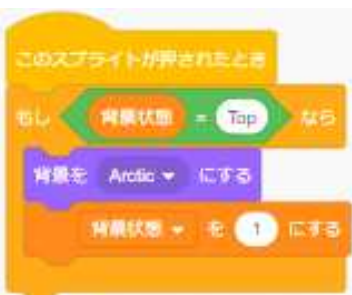 このスプライトが押されたとき
もし 背景状態 = Top なら
背景を Arctic にする
背景状態 を 1 にする